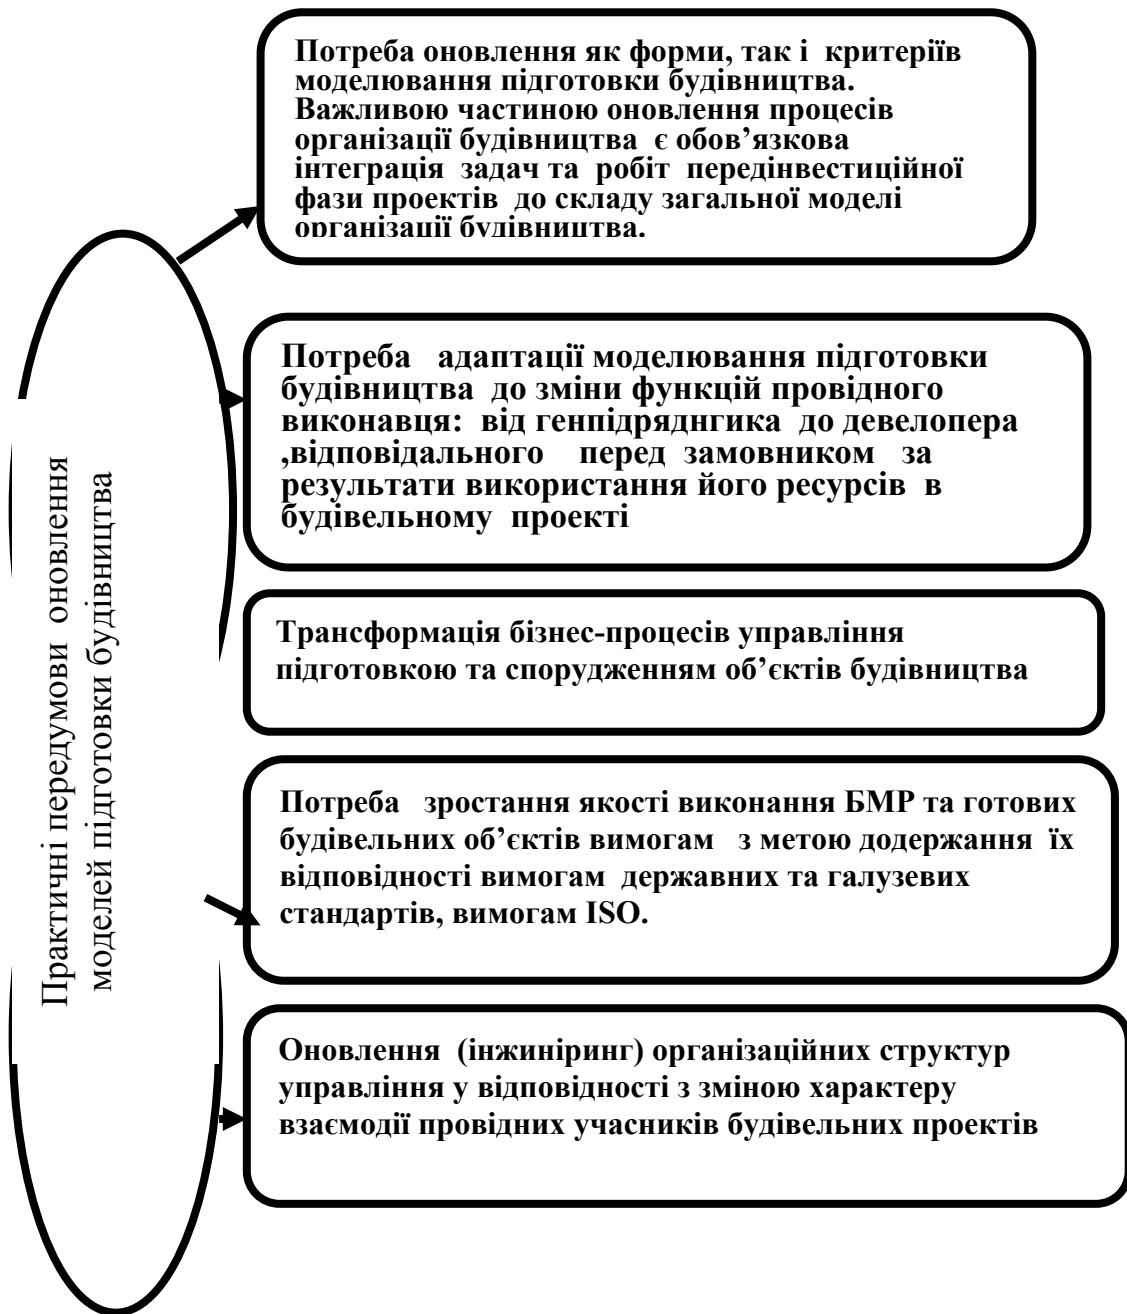 Потреба оновлення як форми, так і критеріїв
моделювання підготовки будівництва.
Важливою частиною оновлення процесів
організації будівництва є обов’язкова
інтеграція задач та робіт передінвестиційної
фази проектів до складу загальної моделі
організації будівництва.
Практичні передумови оновлення
моделей підготовки будівництва
Потреба адаптації моделювання підготовки
будівництва до зміни функцій провідного
виконавця: від генпідряднгика до девелопера
,відповідального перед замовником за
результати використання його ресурсів в
будівельному проекті
Трансформація бізнес-процесів управління
підготовкою та спорудженням об’єктів будівництва
Потреба зростання якості виконання БМР та готових
будівельних об’єктів вимогам з метою додержання їх
відповідності вимогам державних та галузевих
стандартів, вимогам ISO.
Оновлення (інжиніринг) організаційних структур
управління у відповідності з зміною характеру
взаємодії провідних учасників будівельних проектів